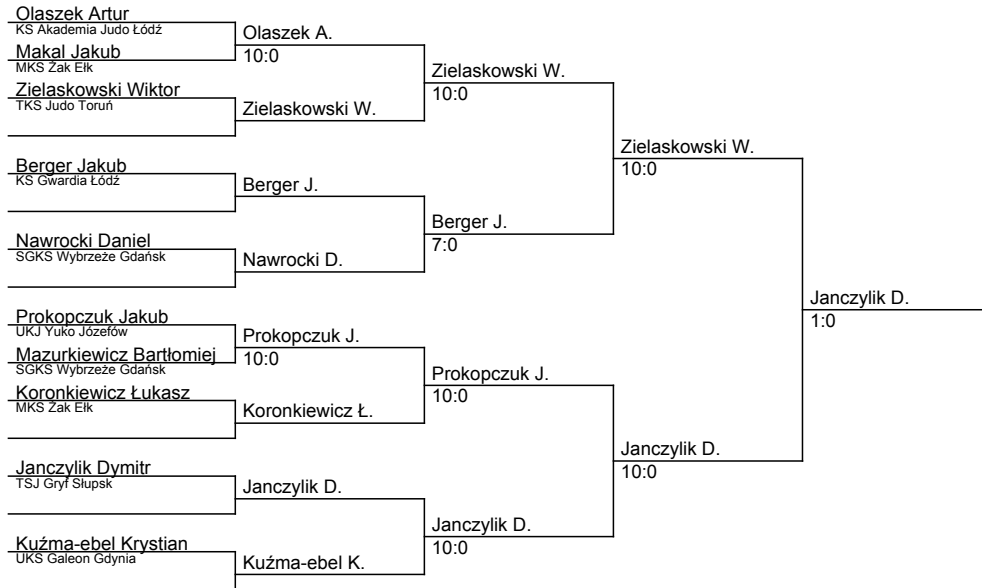 Olaszek Artur
KS Akademia Judo Łódź
Makal Jakub
MKS Żak Ełk
Zielaskowski Wiktor
TKS Judo Toruń
Berger Jakub
KS Gwardia Łódź
Nawrocki Daniel
SGKS Wybrzeże Gdańsk
Prokopczuk Jakub
UKJ Yuko Józefów
Mazurkiewicz Bartłomiej
SGKS Wybrzeże Gdańsk
Koronkiewicz Łukasz
MKS Żak Ełk
Janczylik Dymitr
TSJ Gryf Słupsk
Kuźma-ebel Krystian
UKS Galeon Gdynia
Olaszek A.
10:0
Zielaskowski W.
Berger J.
Nawrocki D.
Prokopczuk J.
10:0
Koronkiewicz Ł.
Janczylik D.
Kuźma-ebel K.
Zielaskowski W.
10:0
Berger J.
7:0
Prokopczuk J.
10:0
Janczylik D.
10:0
Zielaskowski W.
10:0
Janczylik D.
10:0
Janczylik D.
1:0